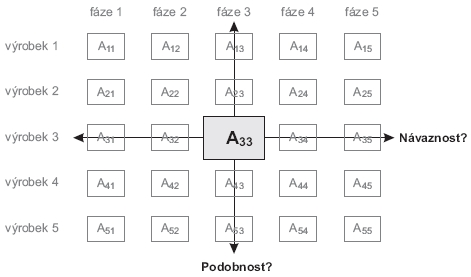 fáze 1 fáze 2 fáze 3 fáze 4 fáze 5
výrobek 1 A11 A12 A13 A14 A15
výrobek 2 A21 A22 A23 A24 A25
výrobek 3 A31 A32 A33 A34 A35 Návaznost?
výrobek 4 A41 A42 A43 A44 A45
výrobek 5 A51 A52 A53 A54 A55
Podobnost?